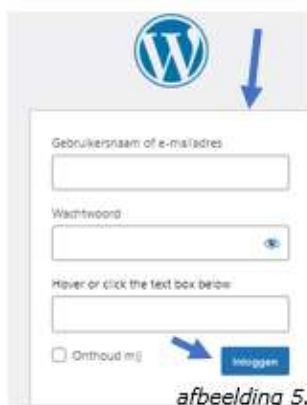 Gebruikersnaam of e-mailadres
Wachtwoord
Hover or click the text box below
Onthoud mij
Inloggen
afbeelding 5.